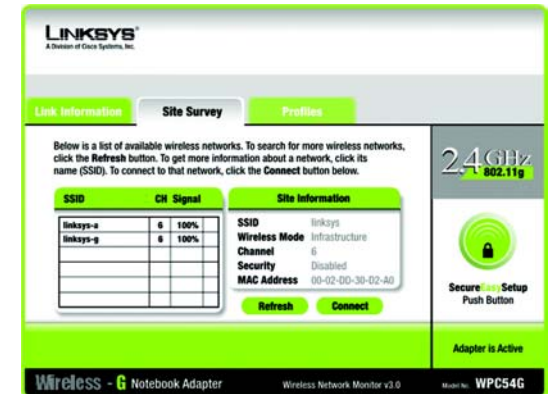 LINKSYS®
A Division of Cisco Systems, Inc.
Link Information Site Survey Profiles
Below is a list of available wireless networks. To search for more wireless networks,
click the Refresh button. To get more information about a network, click its
name (SSID). To connect to that network, click the Connect button below.
SSID CH Signal
linksys-a 6 100%
linksys-g 6 100%
Site Information
SSID linksys
Wireless Mode Infrastructure
Channel 6
Security Disabled
MAC Address 00-02-DD-30-D2-A0
Refresh Connect
2.4GHz
802.11g
SecureEasySetup
Push Button
Adapter is Active
Wireless - G Notebook Adapter
Wireless Network Monitor v3.0
Model No. WPC54G